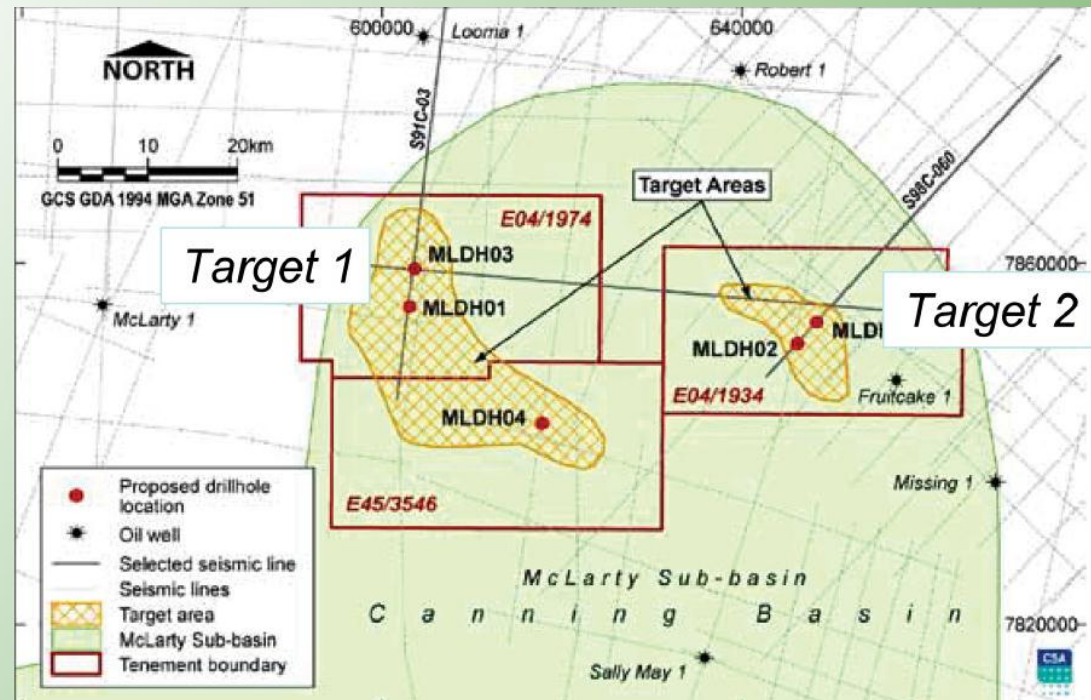 600000
640000
Looma 1
Robert 1
NORTH
0 10 20km
GCS GDA 1994 MGA Zone 51
S91C-03
S98C-060
Target Areas
E04/1974
Target 1
MLDH03
MLDH01
7860000
Target 2
McLarty 1
MLDH02
E04/1934
Fruitcake 1
MLDH04
E45/3546
Missing 1
Proposed drillhole
location
Oil well
Selected seismic line
Seismic lines
Target area
McLarty Sub-basin
Tenement boundary
McLarty Sub-basin
Canning Basin
7820000
Sally May 1
CSA